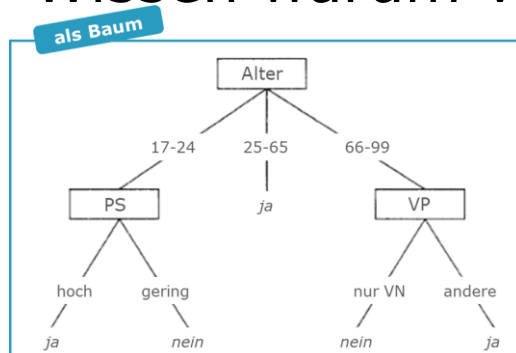 als Baum
Alter
17-24 25-65 66-99
PS ja VP
hoch gering nur VN andere
ja nein nein ja